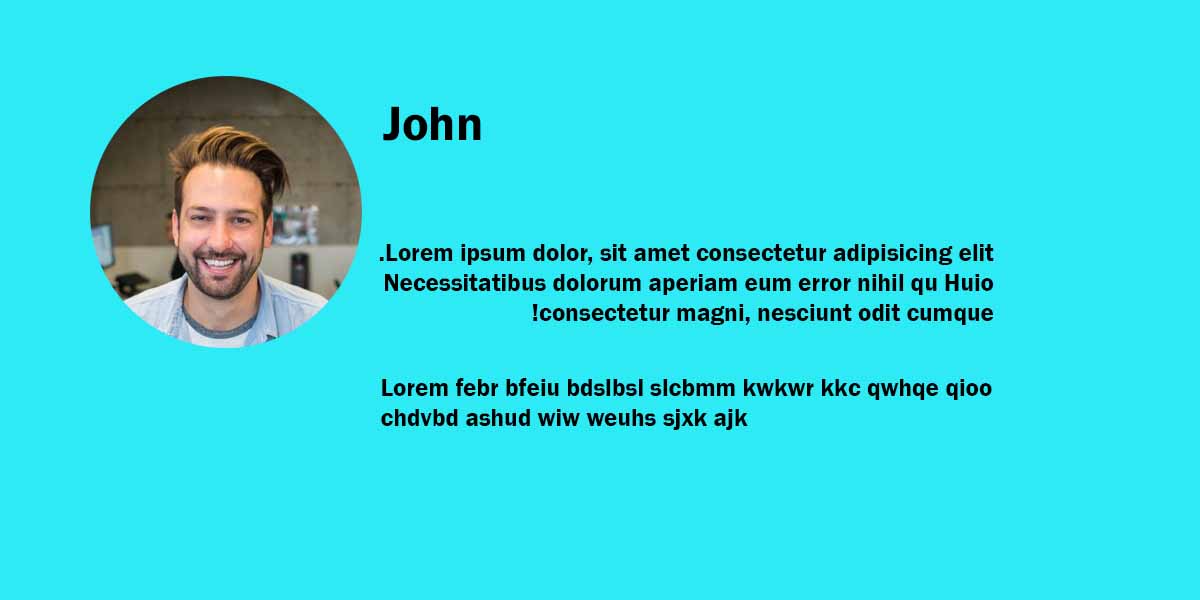 John
.Lorem ipsum dolor, sit amet consectetur adipisicing elit
Necessitatibus dolorum aperiam eum error nihil qu Huio
!consectetur magni, nesciunt odit cumque
Lorem febr bfeiu bdslbsl slcbmm kwkwr kkc qwhqe qioo
chdvbd ashud wiw weuhs sjxk ajk